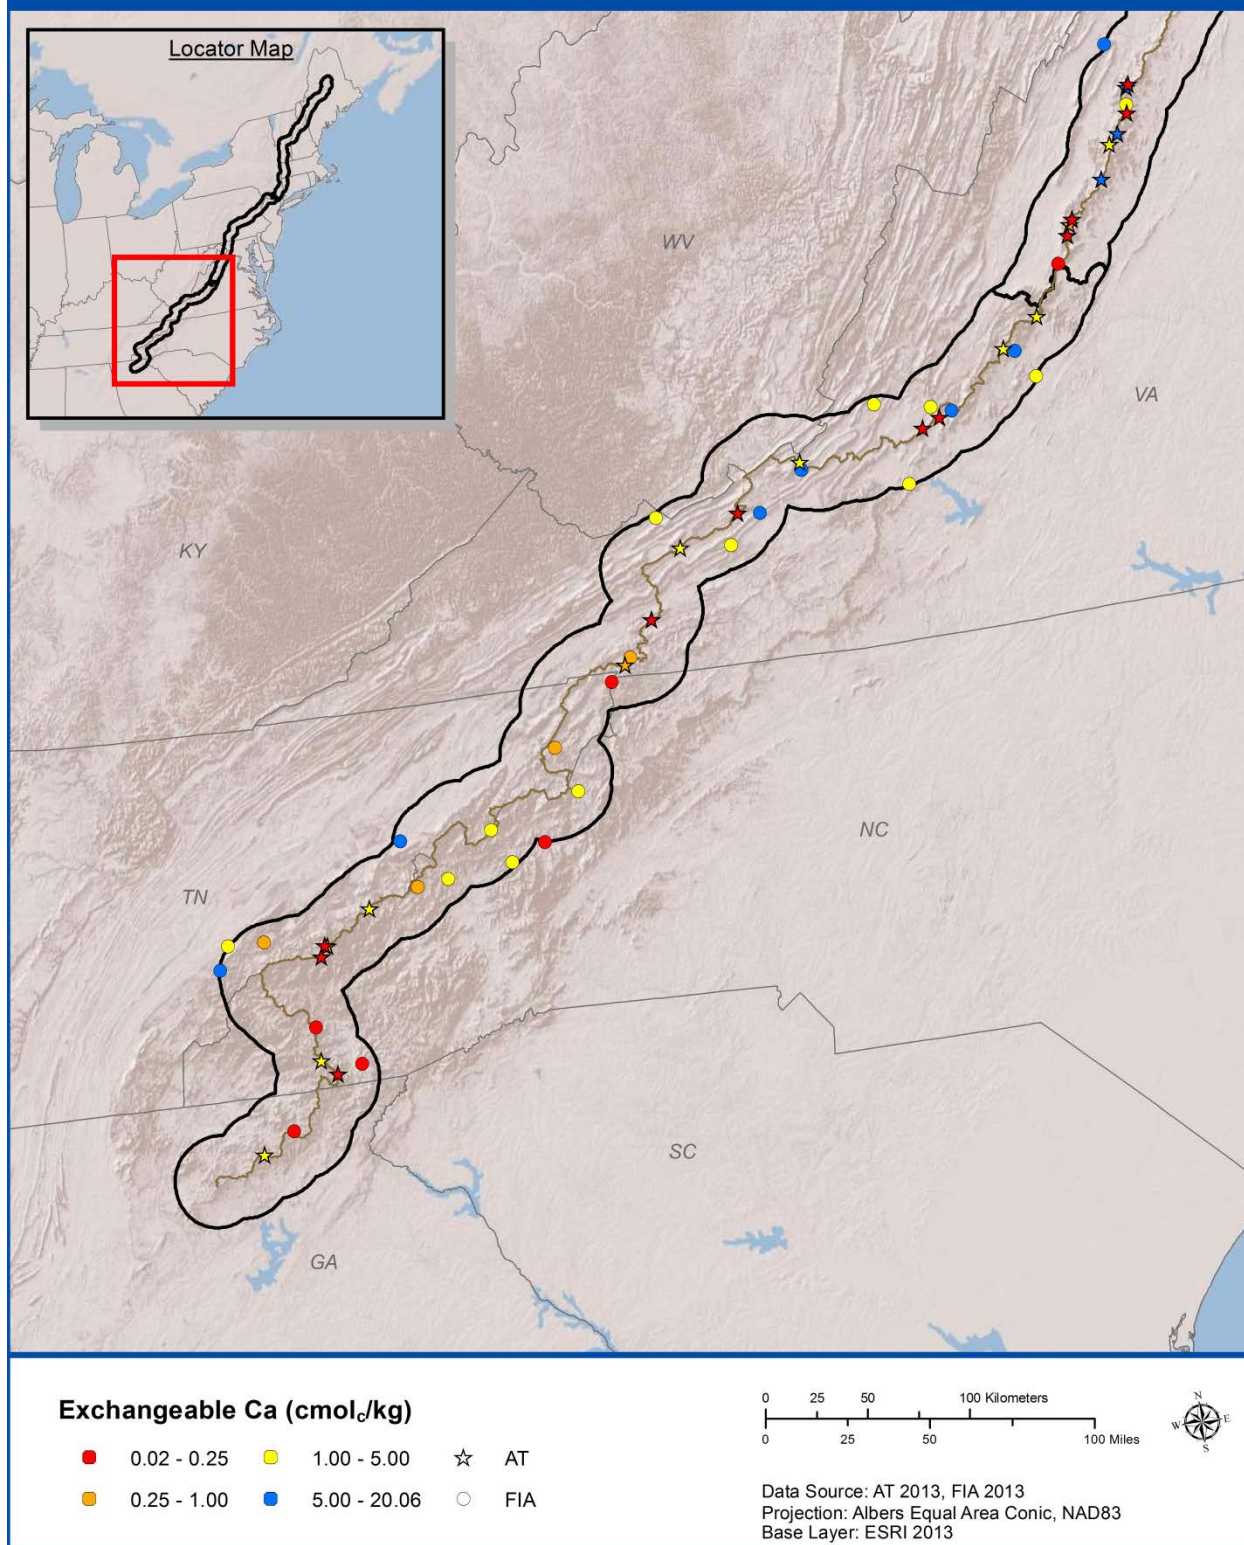 Locator Map
WV
VA
KY
NC
TN
SC
GA
Exchangeable Ca (cmolc/kg)
0.02 - 0.25
1.00 - 5.00
AT
0.25 - 1.00
5.00 - 20.06
FIA
0 25 50 100 Kilometers
0 25 50 100 Miles
N
W E
S
Data Source: AT 2013, FIA 2013
Projection: Albers Equal Area Conic, NAD83
Base Layer: ESRI 2013